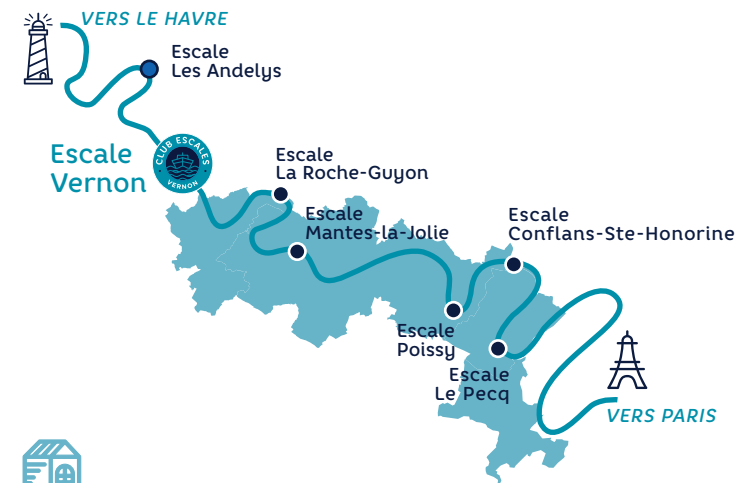 VERS LE HAVRE
Escale
Les Andelys
CLUB ESCALES
VERNON
Escale
Vernon
Escale
La Roche-Guyon
Escale
Mantes-la-Jolie
Escale
Conflans-Ste-Honorine
Escale
Poissy
Escale
Le Pecq
VERS PARIS